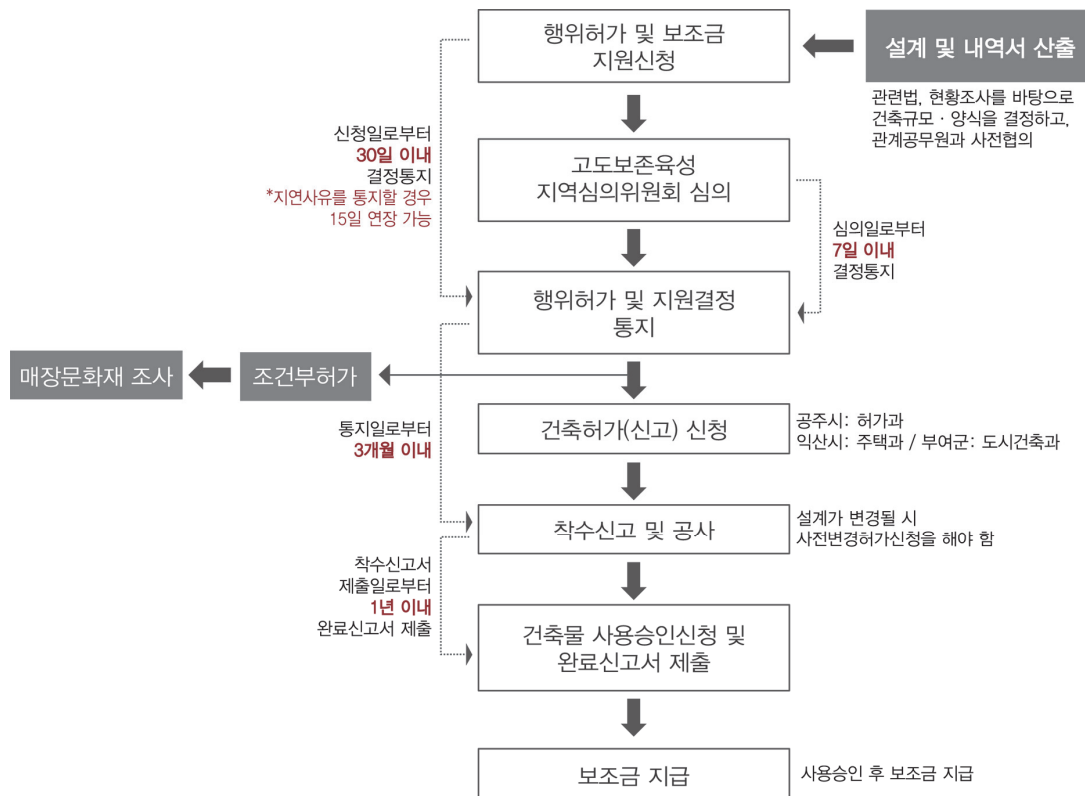 행위허가 및 보조금
지원신청
설계 및 내역서 산출
관련법, 현황조사를 바탕으로
건축규모 · 양식을 결정하고,
관계공무원과 사전협의
신청일로부터
30일 이내
결정통지
*지연사유를 통지할 경우
15일 연장 가능
고도보존육성
지역심의위원회 심의
심의일로부터
7일 이내
결정통지
행위허가 및 지원결정
통지
매장문화재 조사
조건부허가
통지일로부터
3개월 이내
건축허가(신고) 신청
공주시: 허가과
익산시: 주택과 / 부여군: 도시건축과
착수신고 및 공사
설계가 변경될 시
사전변경허가신청을 해야 함
착수신고서
제출일로부터
1년 이내
완료신고서 제출
건축물 사용승인신청 및
완료신고서 제출
보조금 지급
사용승인 후 보조금 지급